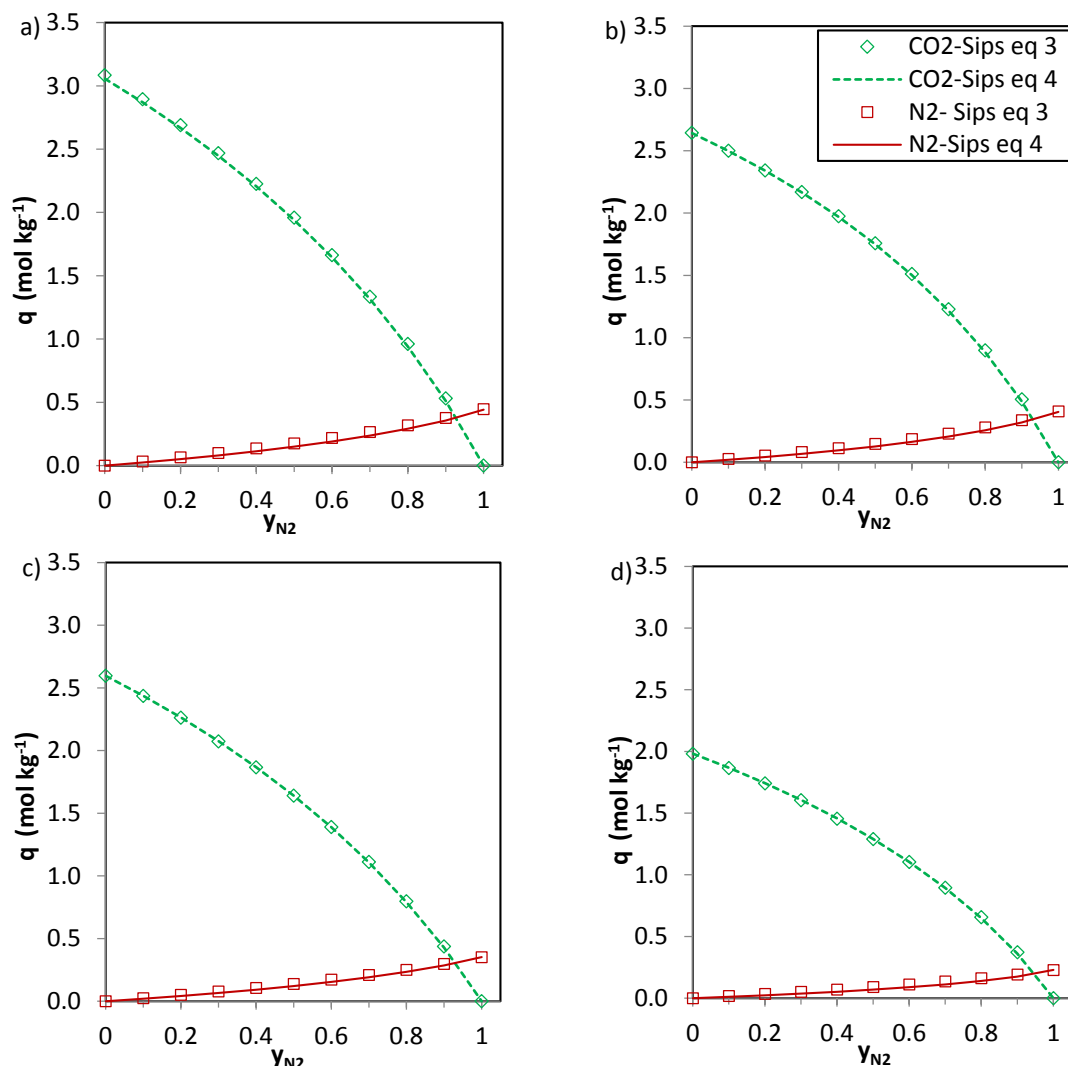 a)
3.5
3.0
2.5
2.0
1.5
1.0
0.5
0.0
q (mol kg-1)
0 0.2 0.4 0.6 0.8 1
yN2
b)
3.5
3.0
2.5
2.0
1.5
1.0
0.5
0.0
q (mol kg-1)
0 0.2 0.4 0.6 0.8 1
yN2
CO2-Sips eq 3
CO2-Sips eq 4
N2- Sips eq 3
N2-Sips eq 4
c)
3.5
3.0
2.5
2.0
1.5
1.0
0.5
0.0
q (mol kg-1)
0 0.2 0.4 0.6 0.8 1
yN2
d)
3.5
3.0
2.5
2.0
1.5
1.0
0.5
0.0
q (mol kg-1)
0 0.2 0.4 0.6 0.8 1
yN2